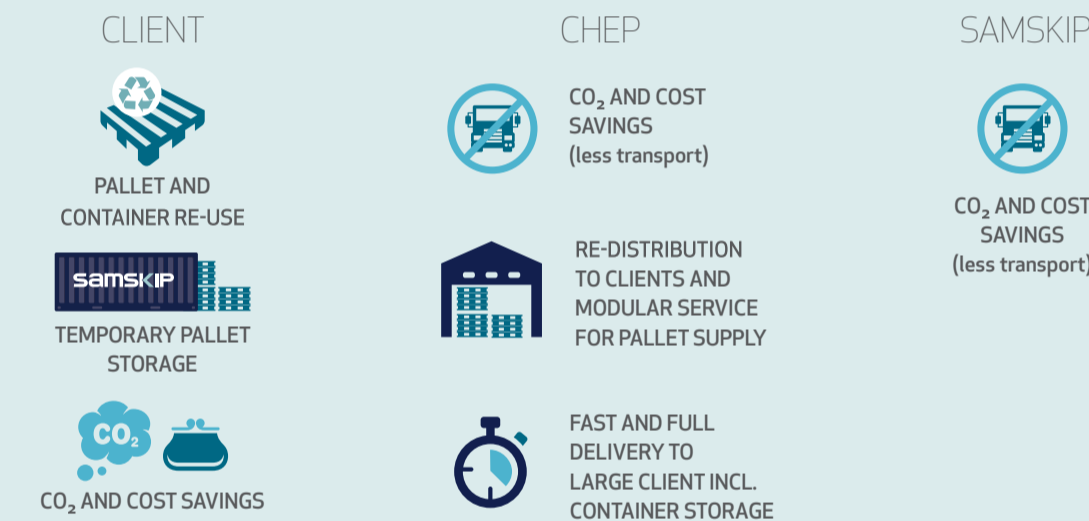 CLIENT
PALLET AND
CONTAINER RE-USE
samskip
TEMPORARY PALLET
STORAGE
CO₂
CO₂ AND COST SAVINGS
CHEP
CO₂ AND COST
SAVINGS
(less transport)
RE-DISTRIBUTION
TO CLIENTS AND
MODULAR SERVICE
FOR PALLET SUPPLY
FAST AND FULL
DELIVERY TO
LARGE CLIENT INCL.
CONTAINER STORAGE
SAMSKIP
CO₂ AND COST
SAVINGS
(less transport)